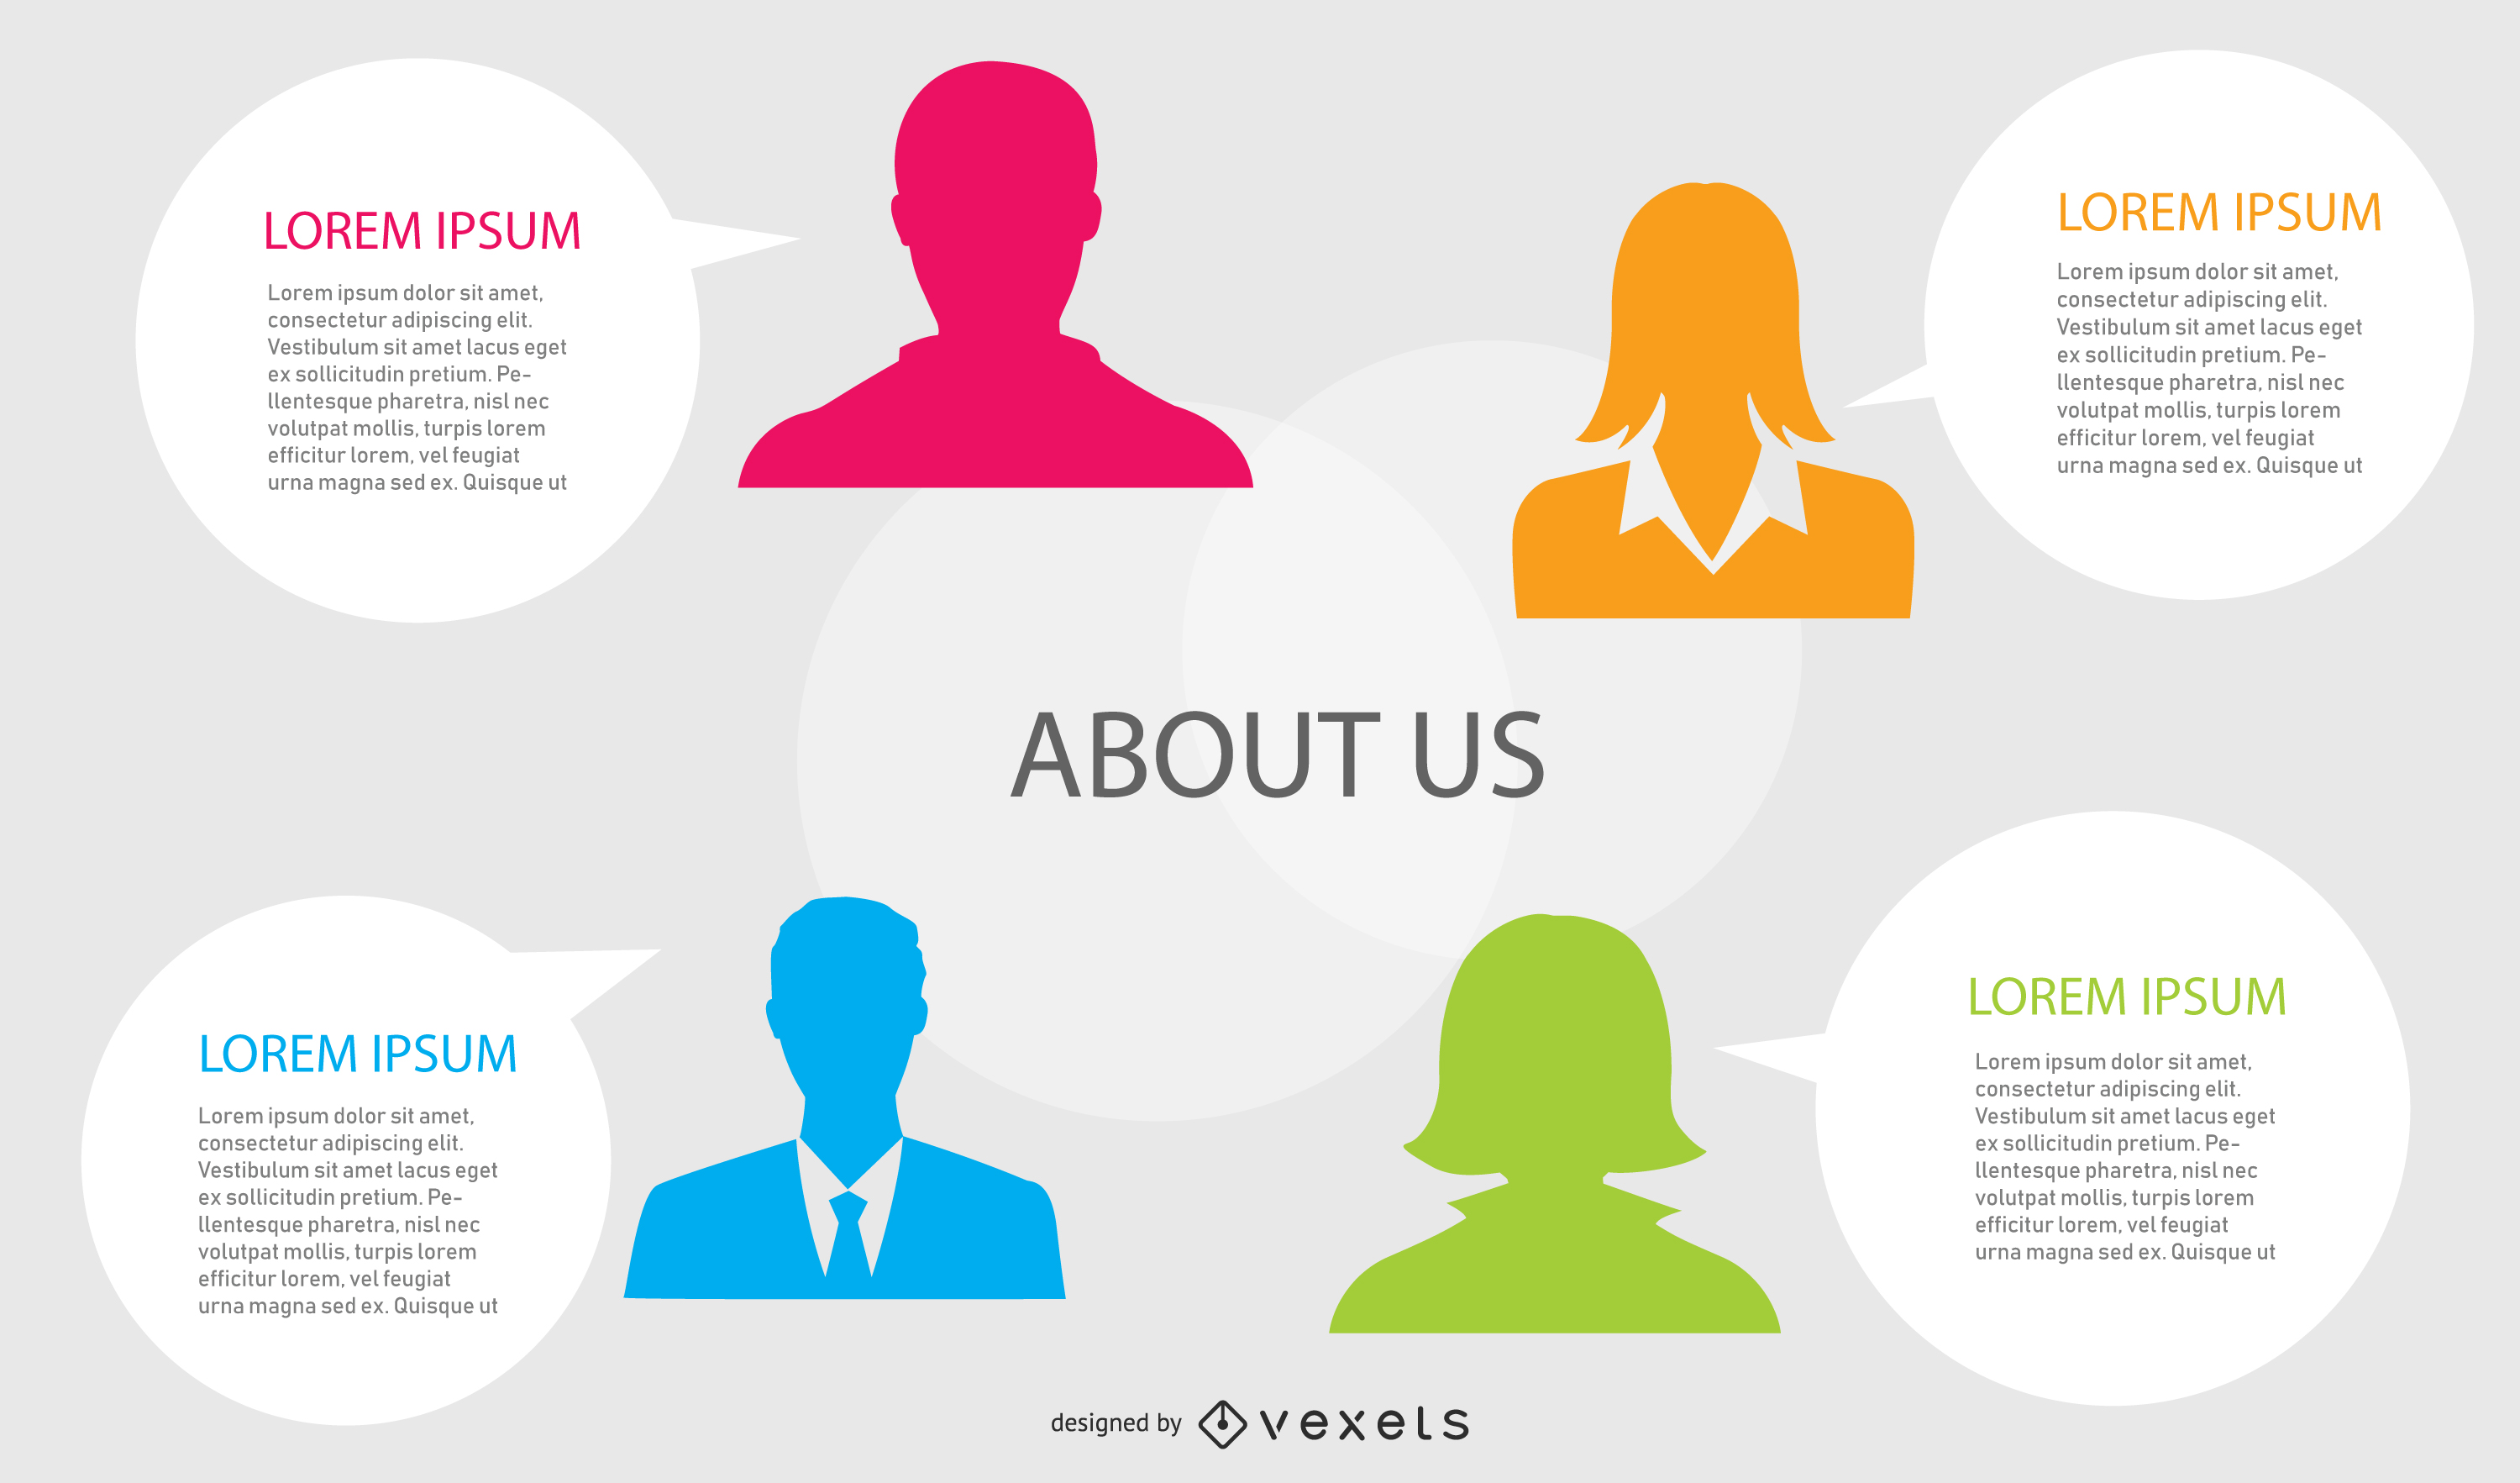 LOREM IPSUM
Lorem ipsum dolor sit amet,
consectetur adipiscing elit.
Vestibulum sit amet lacus eget
ex sollicitudin pretium. Pe-
llentesque pharetra, nisl nec
volutpat mollis, turpis lorem
efficitur lorem, vel feugiat
urna magna sed ex. Quisque ut
LOREM IPSUM
Lorem ipsum dolor sit amet,
consectetur adipiscing elit.
Vestibulum sit amet lacus eget
ex sollicitudin pretium. Pe-
llentesque pharetra, nisl nec
volutpat mollis, turpis lorem
efficitur lorem, vel feugiat
urna magna sed ex. Quisque ut
ABOUT US
LOREM IPSUM
Lorem ipsum dolor sit amet,
consectetur adipiscing elit.
Vestibulum sit amet lacus eget
ex sollicitudin pretium. Pe-
llentesque pharetra, nisl nec
volutpat mollis, turpis lorem
efficitur lorem, vel feugiat
urna magna sed ex. Quisque ut
LOREM IPSUM
Lorem ipsum dolor sit amet,
consectetur adipiscing elit.
Vestibulum sit amet lacus eget
ex sollicitudin pretium. Pe-
llentesque pharetra, nisl nec
volutpat mollis, turpis lorem
efficitur lorem, vel feugiat
urna magna sed ex. Quisque ut
designed by vexels